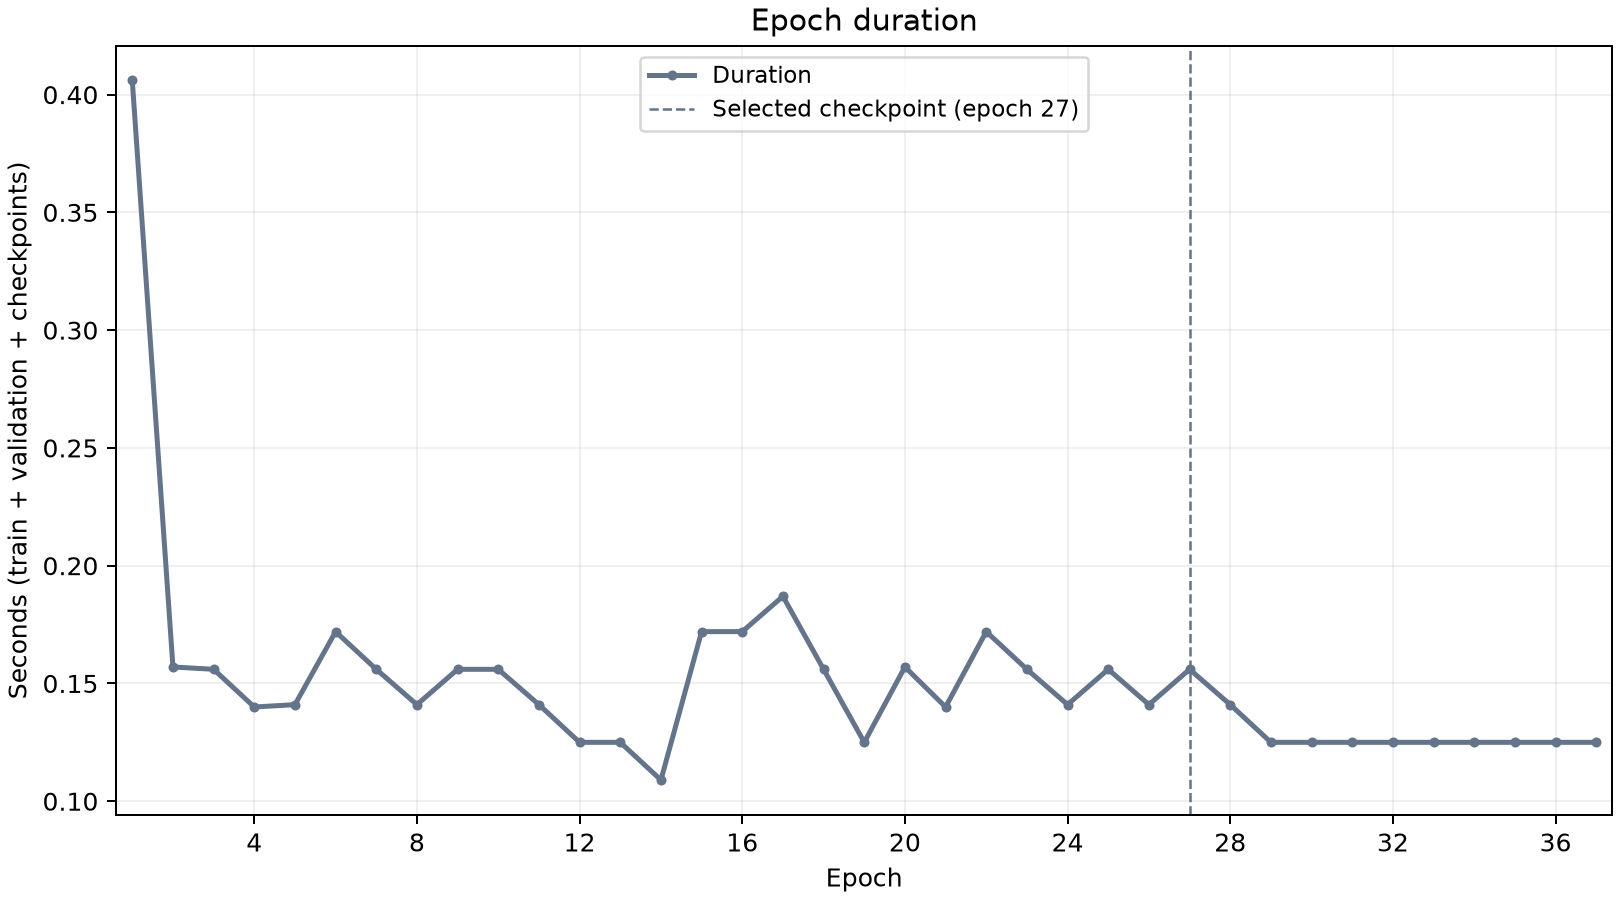 Epoch duration
Duration
Selected checkpoint (epoch 27)
Seconds (train + validation + checkpoints)
0.40
0.35
0.30
0.25
0.20
0.15
0.10
4 8 12 16 20 24 28 32 36
Epoch